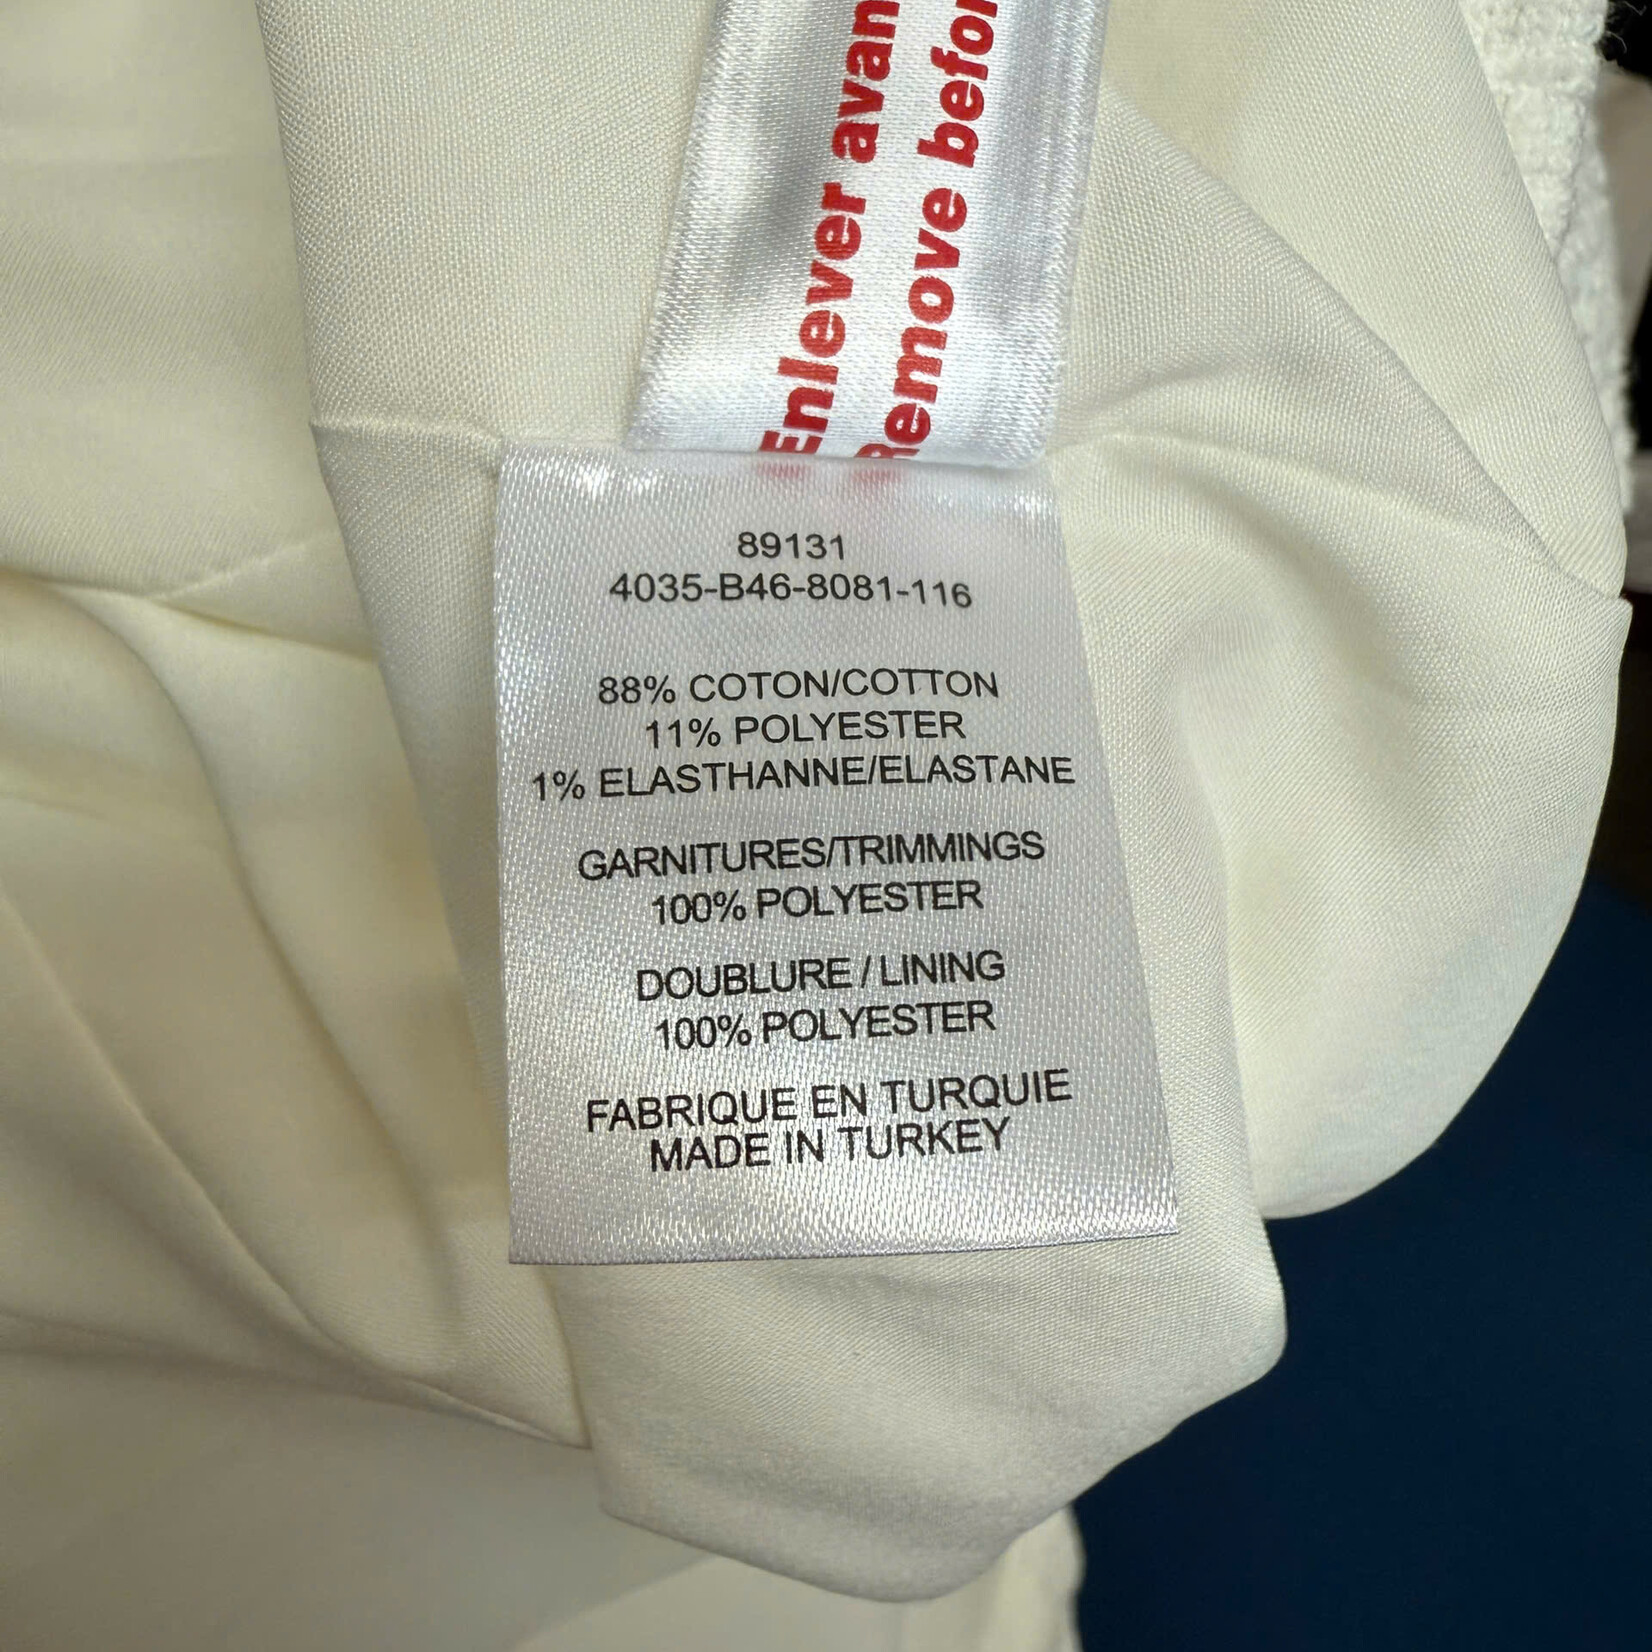 Enlever avan
Remove befor
89131
4035-B46-8081-116
88% COTON/COTTON
11% POLYESTER
1% ELASTHANNE/ELASTANE
GARNITURES/TRIMMINGS
100% POLYESTER
DOUBLURE / LINING
100% POLYESTER
FABRIQUE EN TURQUIE
MADE IN TURKEY